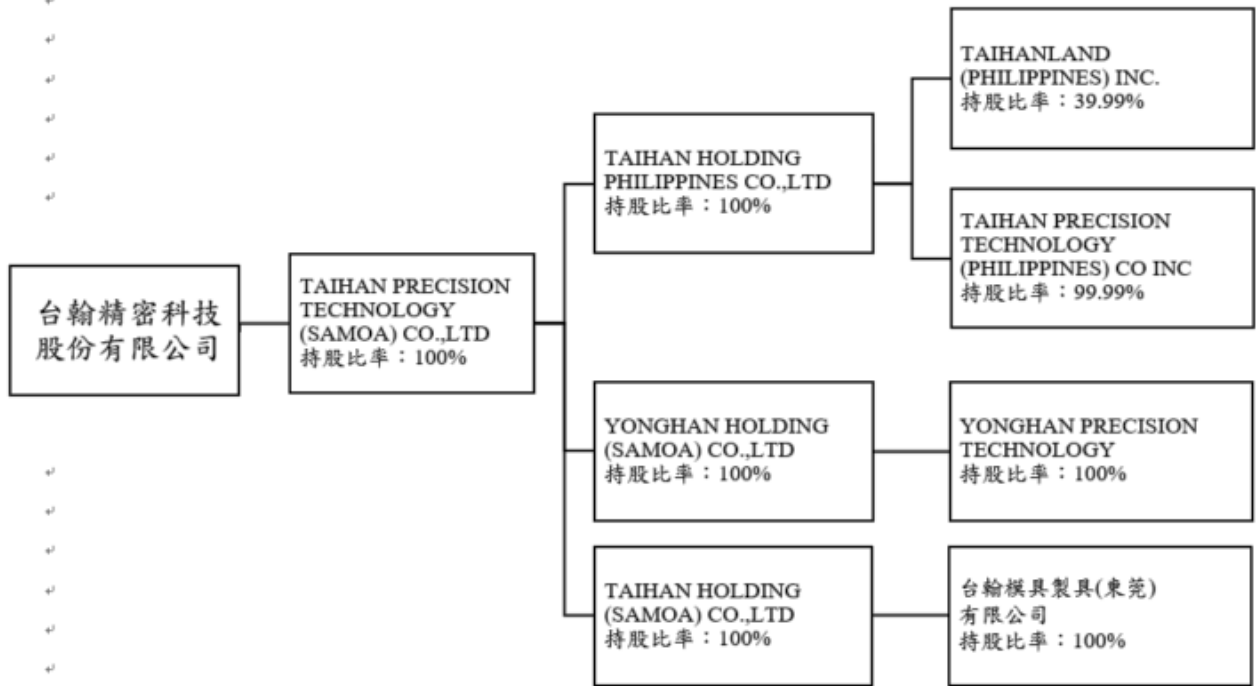 台翰精密科技
股份有限公司
TAIHAN PRECISION
TECHNOLOGY
(SAMOA) CO.,LTD
持股比率：100%
TAIHAN HOLDING
PHILIPPINES CO.,LTD
持股比率：100%
TAIHANLAND
(PHILIPPINES) INC.
持股比率：39.99%
TAIHAN PRECISION
TECHNOLOGY
(PHILIPPINES) CO INC
持股比率：99.99%
YONGHAN HOLDING
(SAMOA) CO.,LTD
持股比率：100%
YONGHAN PRECISION
TECHNOLOGY
持股比率：100%
TAIHAN HOLDING
(SAMOA) CO.,LTD
持股比率：100%
台翰模具製具(東莞)
有限公司
持股比率：100%